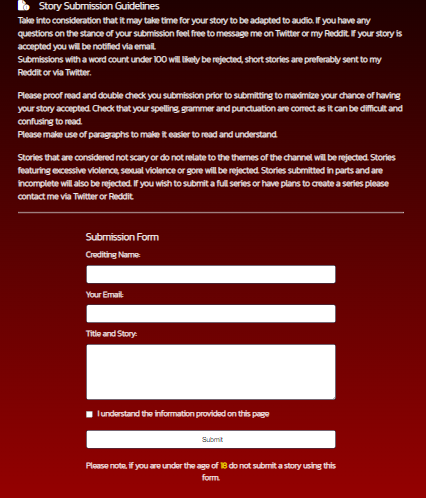 Story Submission Guidelines
Take into consideration that it may take time for your story to be adapted to audio. If you have any
questions on the stance of your submission feel free to message me on Twitter or my Reddit. If your story is
accepted you will be notified via email.
Submissions with a word count under 100 will likely be rejected, short stories are preferably sent to my
Reddit or via Twitter.
Please proof read and double check you submission prior to submitting to maximize your chance of having
your story accepted. Check that your spelling, grammer and punctuation are correct as it can be difficult and
confusing to read.
Please make use of paragraphs to make it easier to read and understand.
Stories that are considered not scary or do not relate to the themes of the channel will be rejected. Stories
featuring excessive violence, sexual violence or gore will be rejected. Stories submitted in parts and are
incomplete will also be rejected. If you wish to submit a full series or have plans to create a series please
contact me via Twitter or Reddit.
Submission Form
Crediting Name:
Your Email:
Title and Story:
I understand the information provided on this page
Submit
Please note, if you are under the age of 18 do not submit a story using this
form.